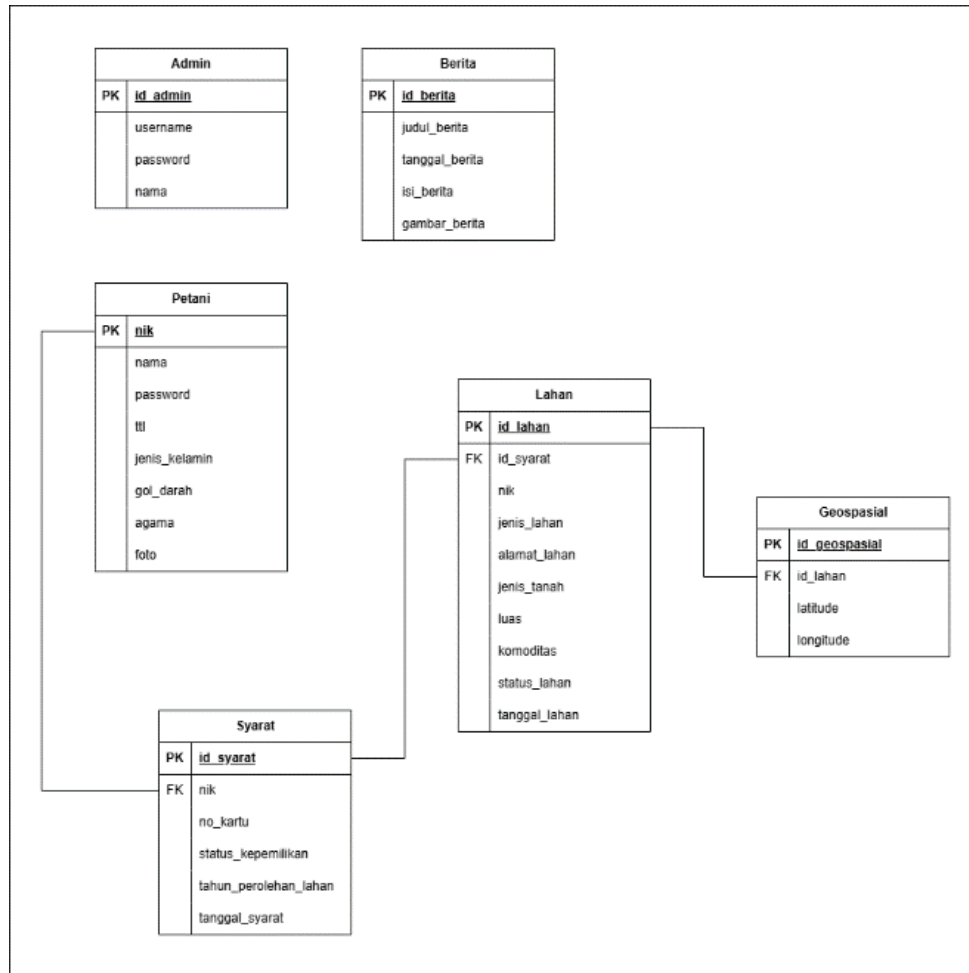 Admin
PK id_admin
username
password
nama
Berita
PK id_berita
judul_berita
tanggal_berita
isi_berita
gambar_berita
Petani
PK nik
nama
password
ttl
jenis_kelamin
gol_darah
agama
foto
Lahan
PK id_lahan
FK id_syarat
nik
jenis_lahan
alamat_lahan
jenis_tanah
luas
komoditas
status_lahan
tanggal_lahan
Geospasial
PK id_geospasial
FK id_lahan
latitude
longitude
Syarat
PK id_syarat
FK nik
no_kartu
status_kepemilikan
tahun_perolehan_lahan
tanggal_syarat